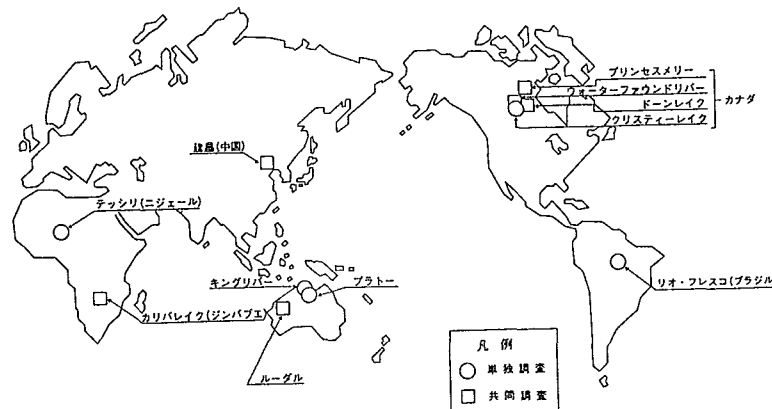 プリンセスメリー
ウォーターファウンドリバー
カナダ
ドーンレイク
クリスティーレイク
(中国)
テッシリ(ニジェール)
キングリバー
プラトー
リオ・フレスコ(ブラジル
カリバレイク(ジンバブエ)
ルーダル
凡例
単独調査
共同調査